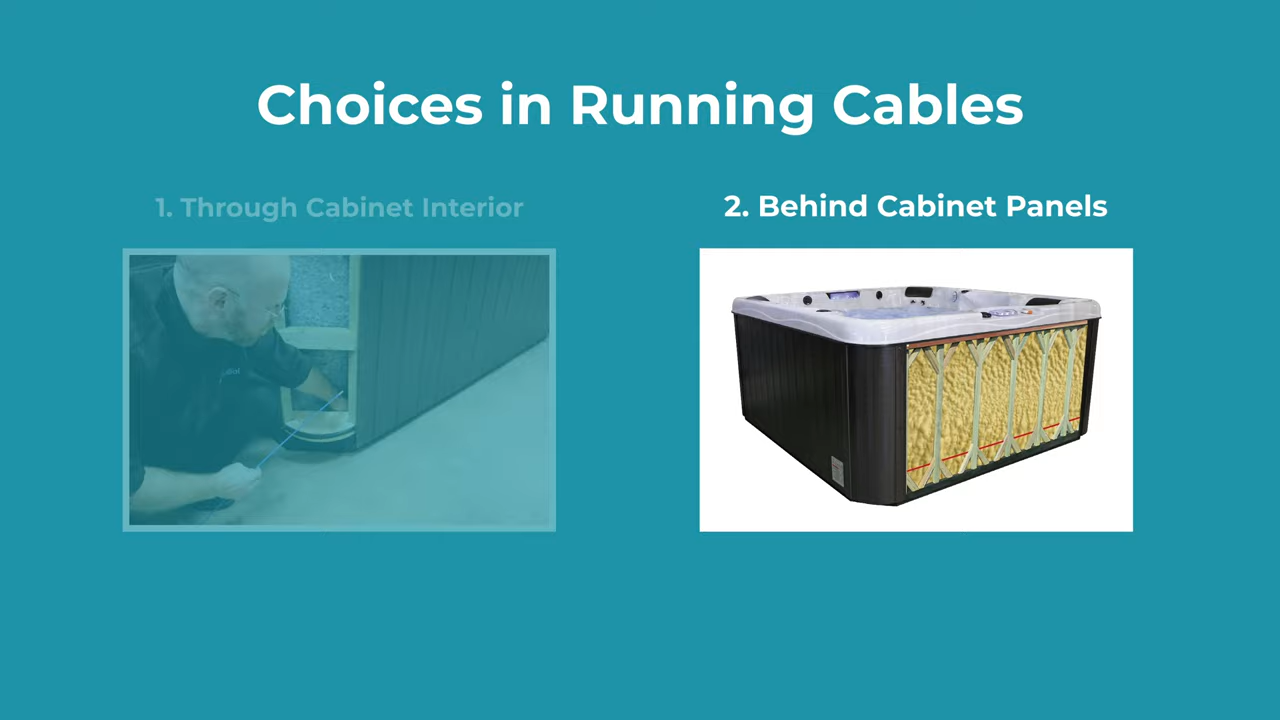 Choices in Running Cables
1. Through Cabinet Interior
2. Behind Cabinet Panels